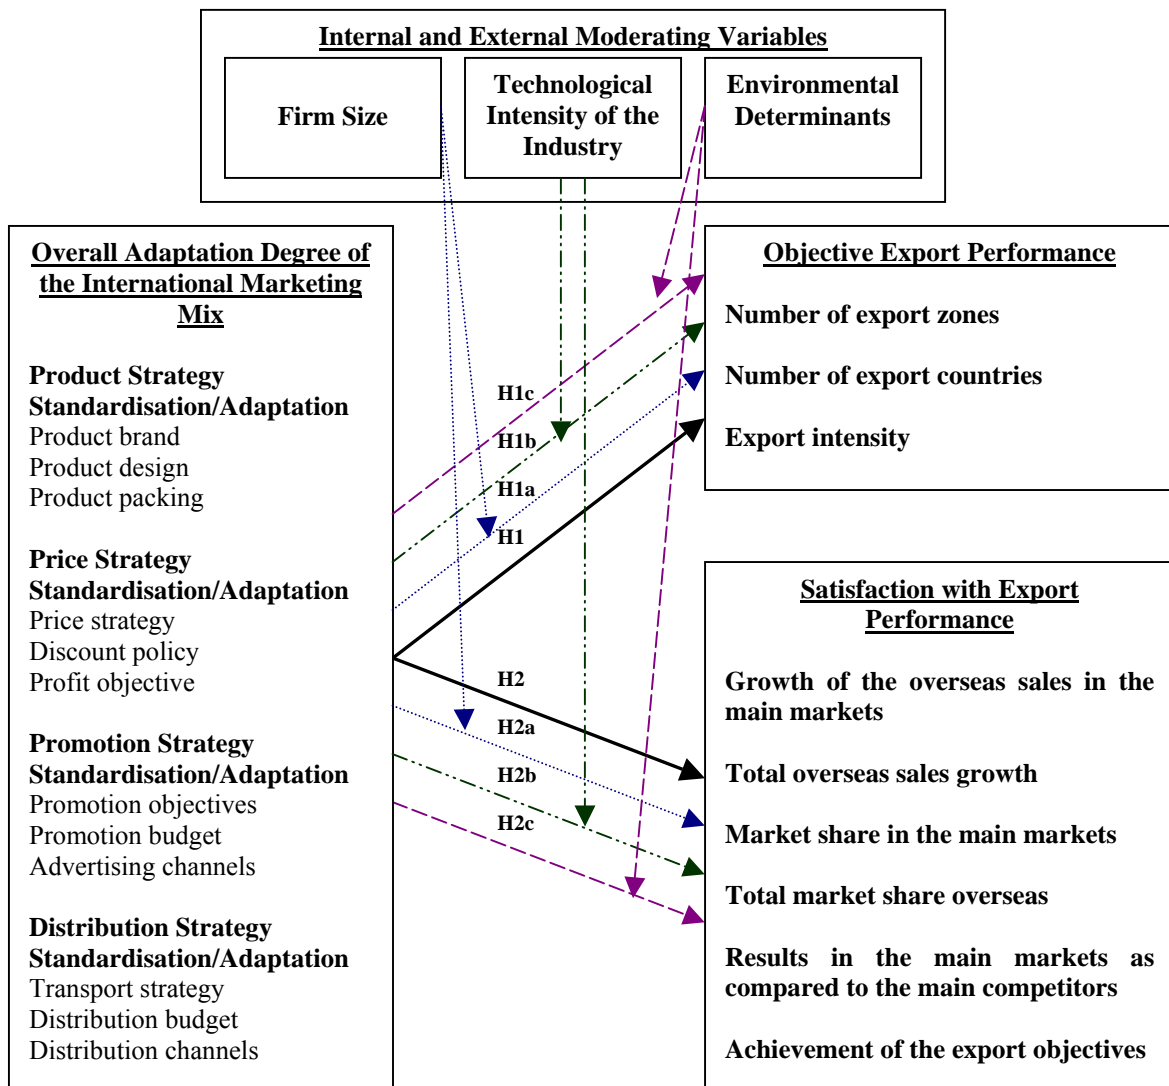 Internal and External Moderating Variables
Firm Size
Technological
Intensity of the
Industry
Environmental
Determinants
Overall Adaptation Degree of
the International Marketing
Mix
Product Strategy
Standardisation/Adaptation
Product brand
Product design
Product packing
Price Strategy
Standardisation/Adaptation
Price strategy
Discount policy
Profit objective
Promotion Strategy
Standardisation/Adaptation
Promotion objectives
Promotion budget
Advertising channels
Distribution Strategy
Standardisation/Adaptation
Transport strategy
Distribution budget
Distribution channels
H1c
H1b
H1a
H1
H2
H2a
H2b
H2c
Objective Export Performance
Number of export zones
Number of export countries
Export intensity
Satisfaction with Export
Performance
Growth of the overseas sales in the
main markets
Total overseas sales growth
Market share in the main markets
Total market share overseas
Results in the main markets as
compared to the main competitors
Achievement of the export objectives